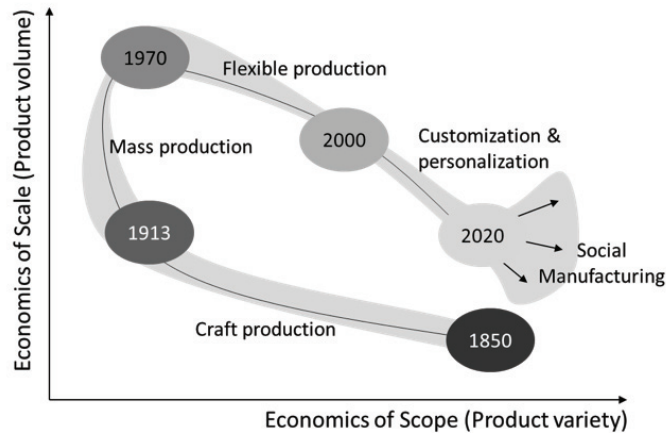 Economics of Scale (Product volume)
1970
Flexible production
2000
Customization &
personalization
Mass production
1913
2020
Social
Manufacturing
Craft production
1850
Economics of Scope (Product variety)